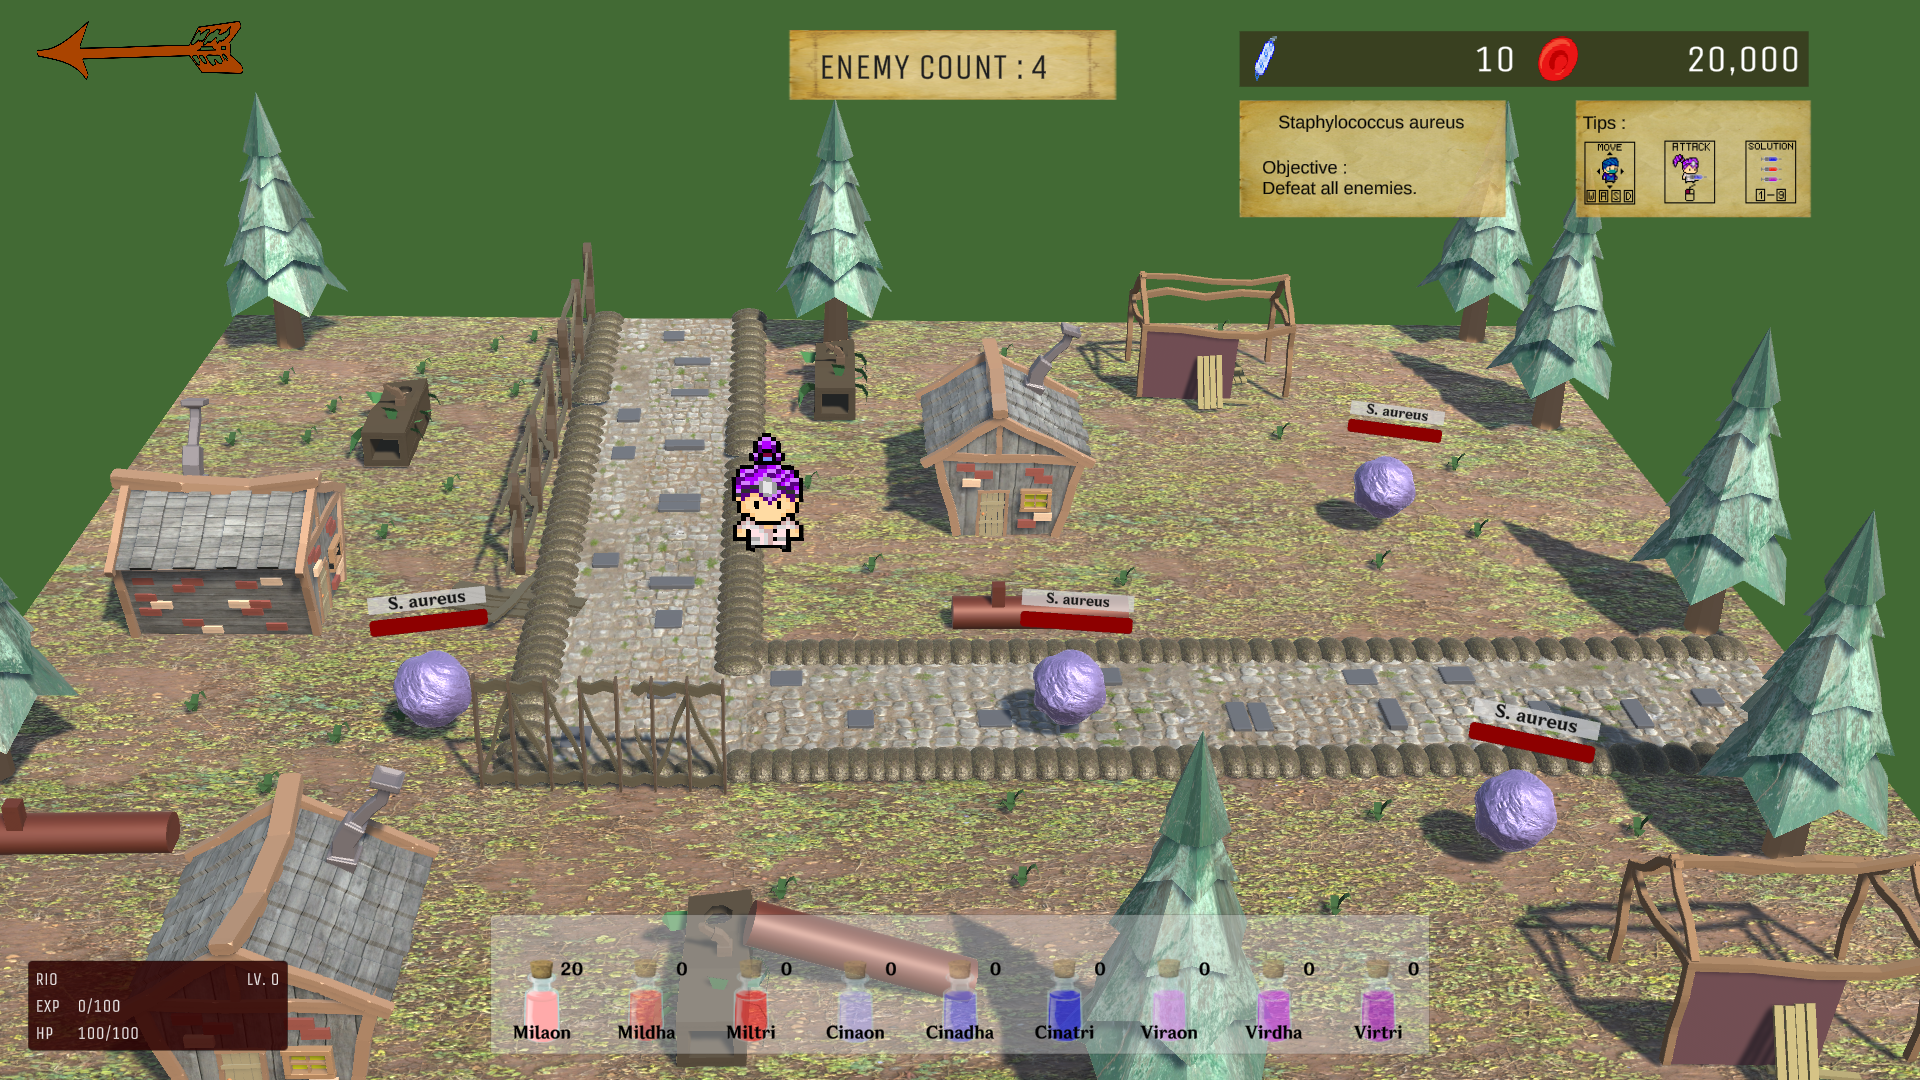 ENEMY COUNT : 4
10
20,000
Staphylococcus aureus
Objective :
Defeat all enemies.
Tips :
MOVE
ATTACK
SOLUTION
W A S D
1-9
S. aureus
S. aureus
S. aureus
S. aureus
RIO LV. 0
EXP 0/100
HP 100/100
20 0 0 0 0 0 0 0 0
Milaon Mildha Miltri Cinaon Cinadha Cinatri Viraon Virdha Virtri